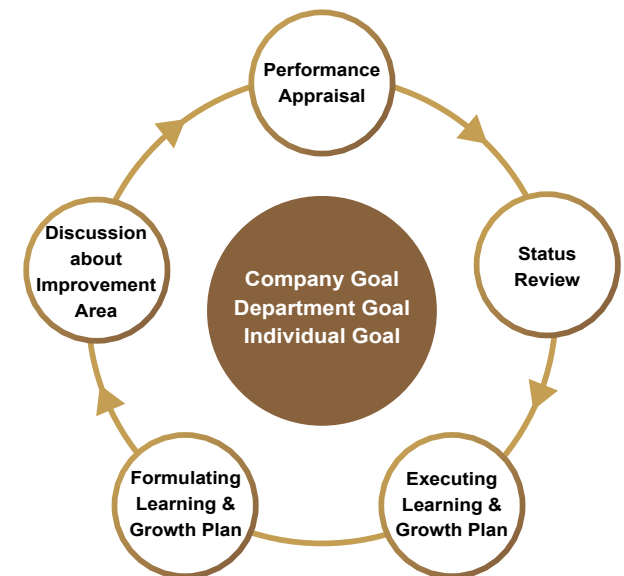 Performance
Appraisal
Status
Review
Executing
Learning &
Growth Plan
Formulating
Learning &
Growth Plan
Discussion
about
Improvement
Area
Company Goal
Department Goal
Individual Goal